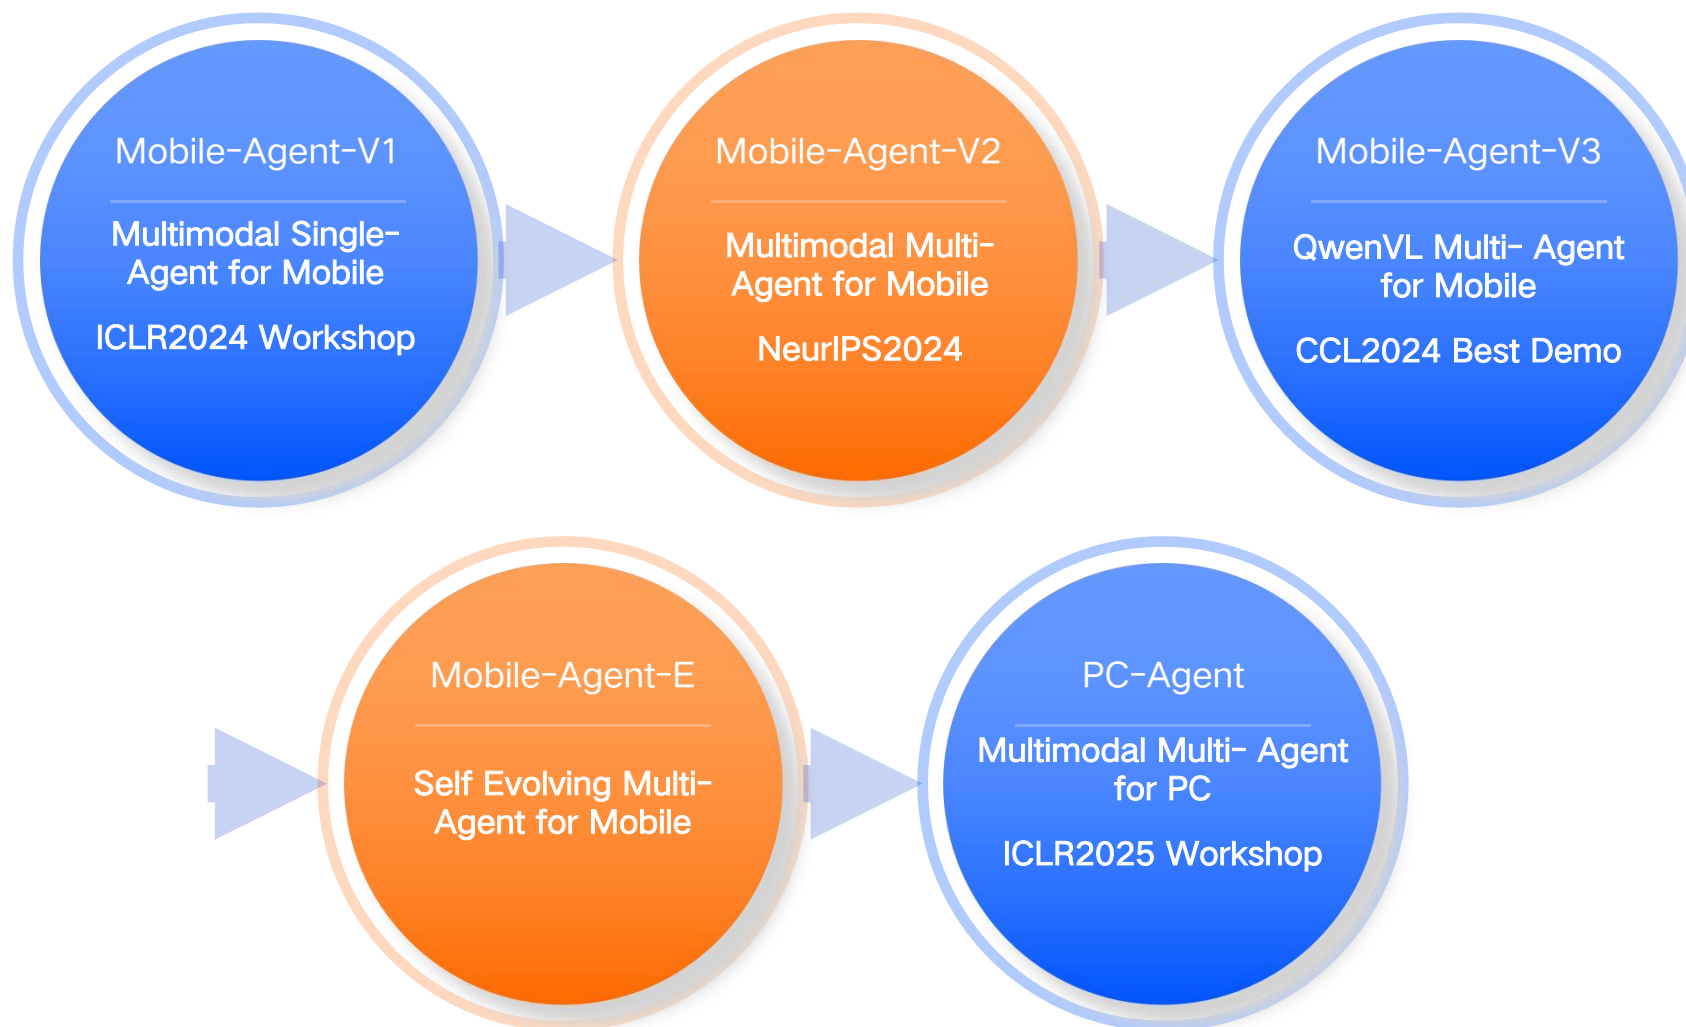 Mobile-Agent-V1
Multimodal Single-
Agent for Mobile
ICLR2024 Workshop
Mobile-Agent-V2
Multimodal Multi-
Agent for Mobile
NeurIPS2024
Mobile-Agent-V3
QwenVL Multi- Agent
for Mobile
CCL2024 Best Demo
Mobile-Agent-E
Self Evolving Multi-
Agent for Mobile
PC-Agent
Multimodal Multi- Agent
for PC
ICLR2025 Workshop